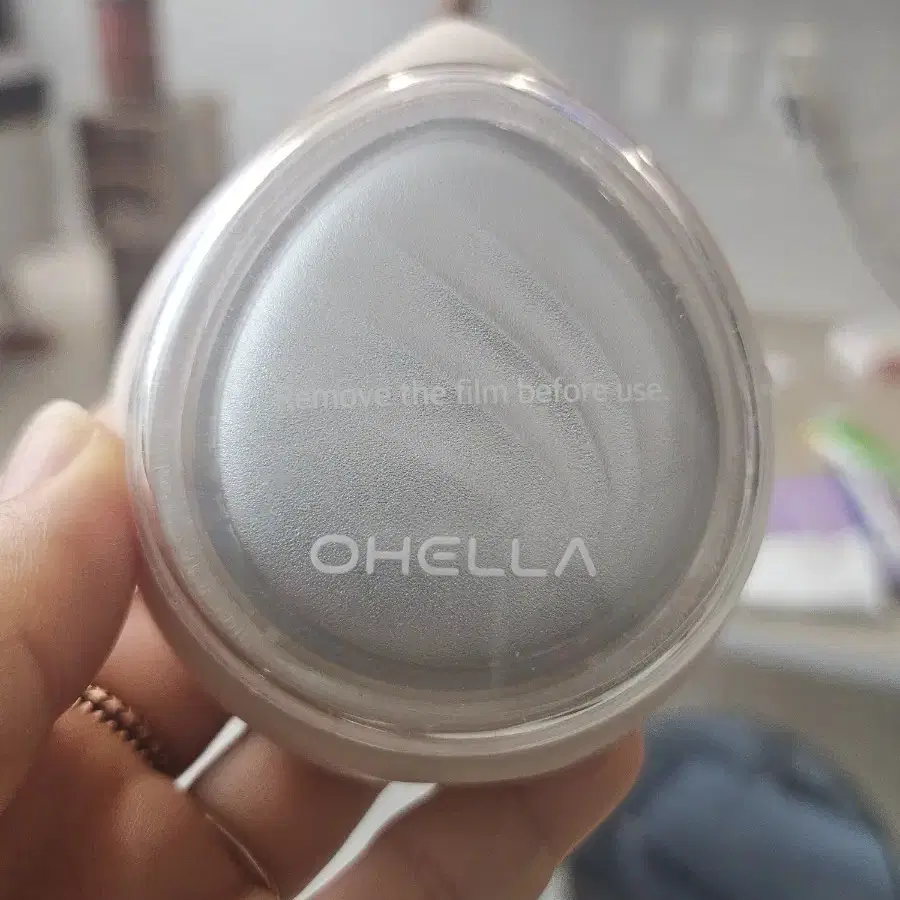 Remove the film before use.
OHELLA